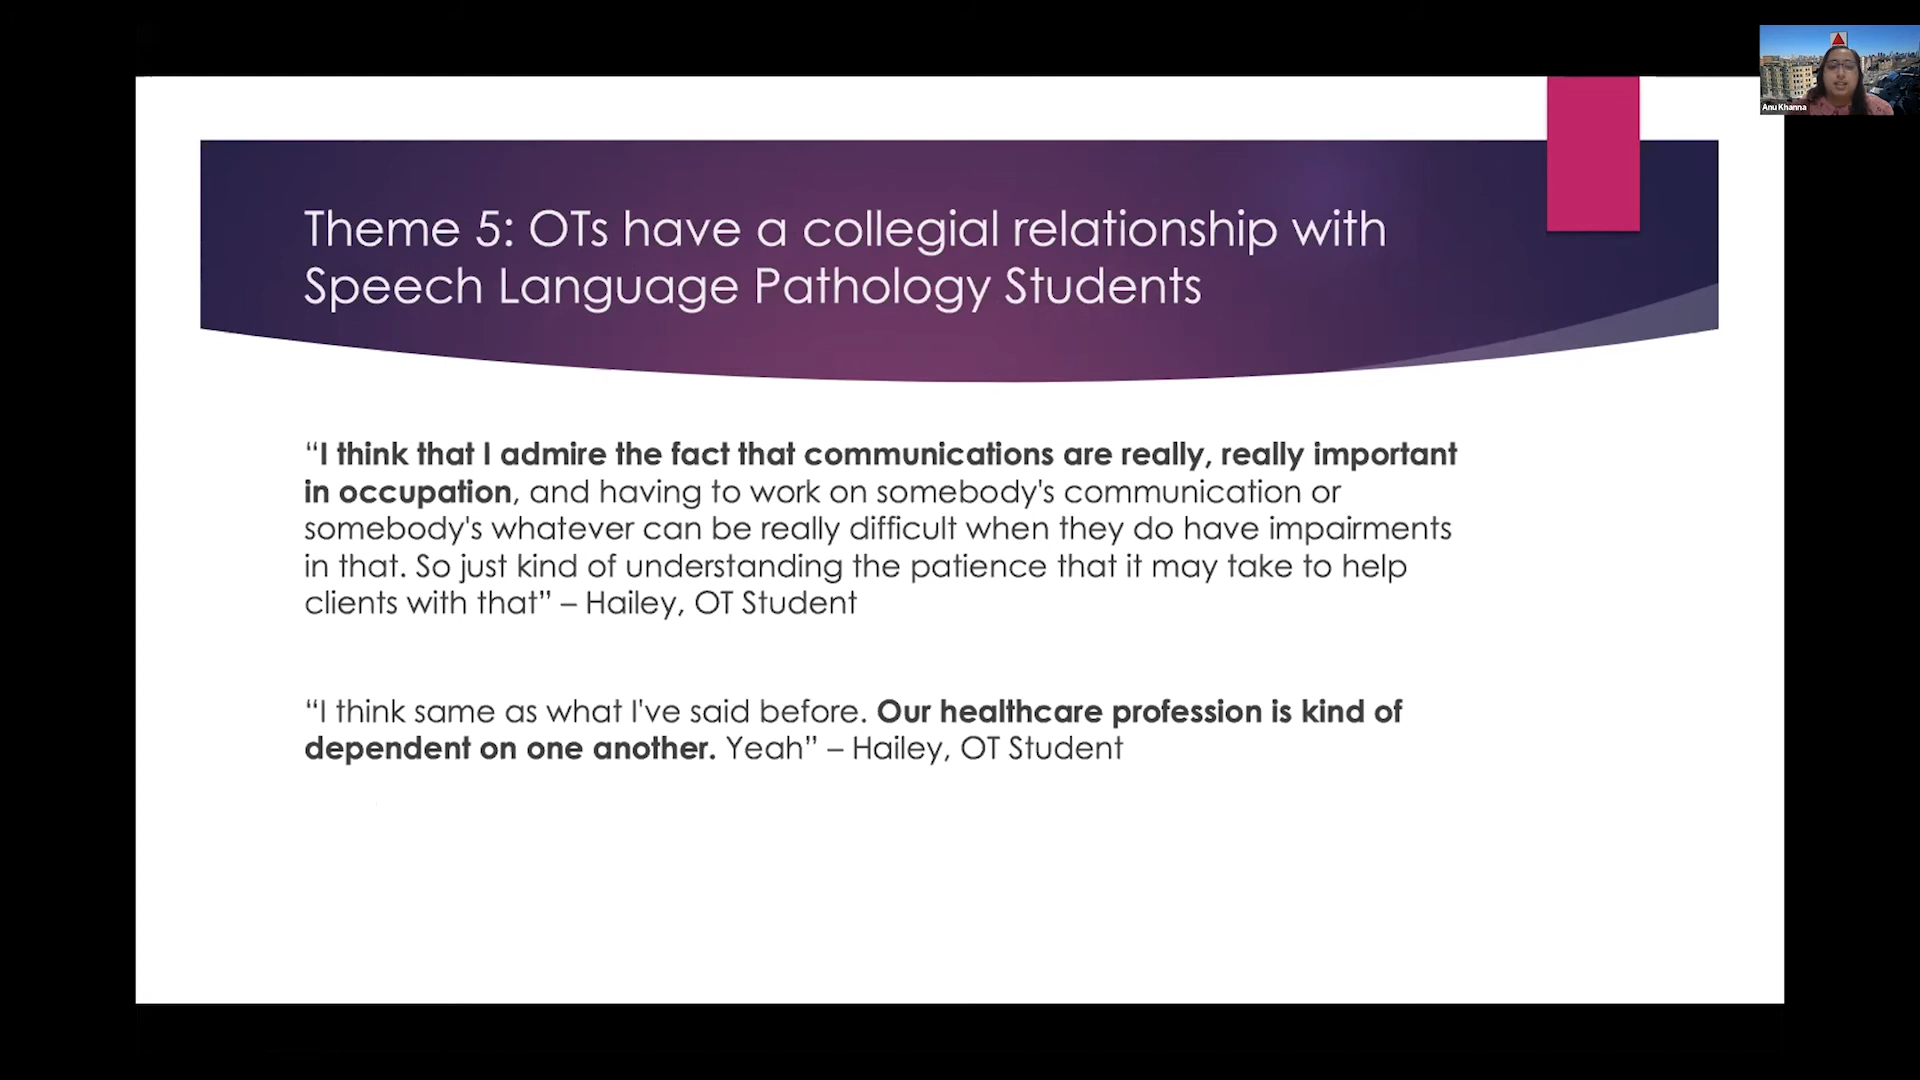 Anu Khanna
Theme 5: OTs have a collegial relationship with
Speech Language Pathology Students
“I think that I admire the fact that communications are really, really important
in occupation, and having to work on somebody's communication or
somebody's whatever can be really difficult when they do have impairments
in that. So just kind of understanding the patience that it may take to help
clients with that” – Hailey, OT Student
“I think same as what I've said before. Our healthcare profession is kind of
dependent on one another. Yeah” – Hailey, OT Student